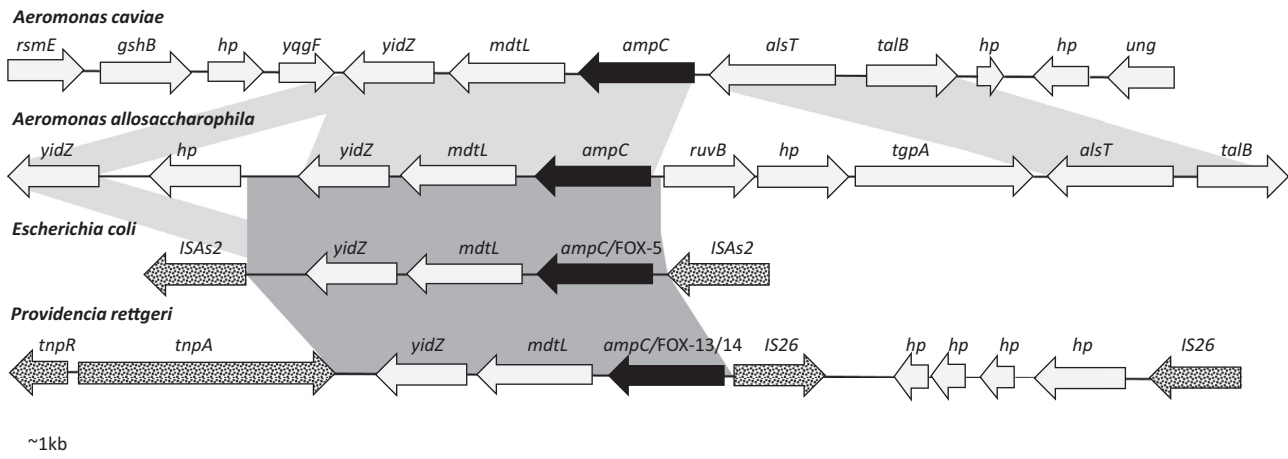 Aeromonas caviae
rsmE gshB hp yqgF yidZ mdtL ampC alsT talB hp hp ung
Aeromonas allosaccharophila
yidZ hp yidZ mdtL ampC ruvB hp tgpA alsT talB
Escherichia coli
ISAs2 yidZ mdtL ampC/FOX-5 ISAs2
Providencia rettgeri
tnpR tnpA yidZ mdtL ampC/FOX-13/14 IS26 hp hp hp hp IS26
~1kb